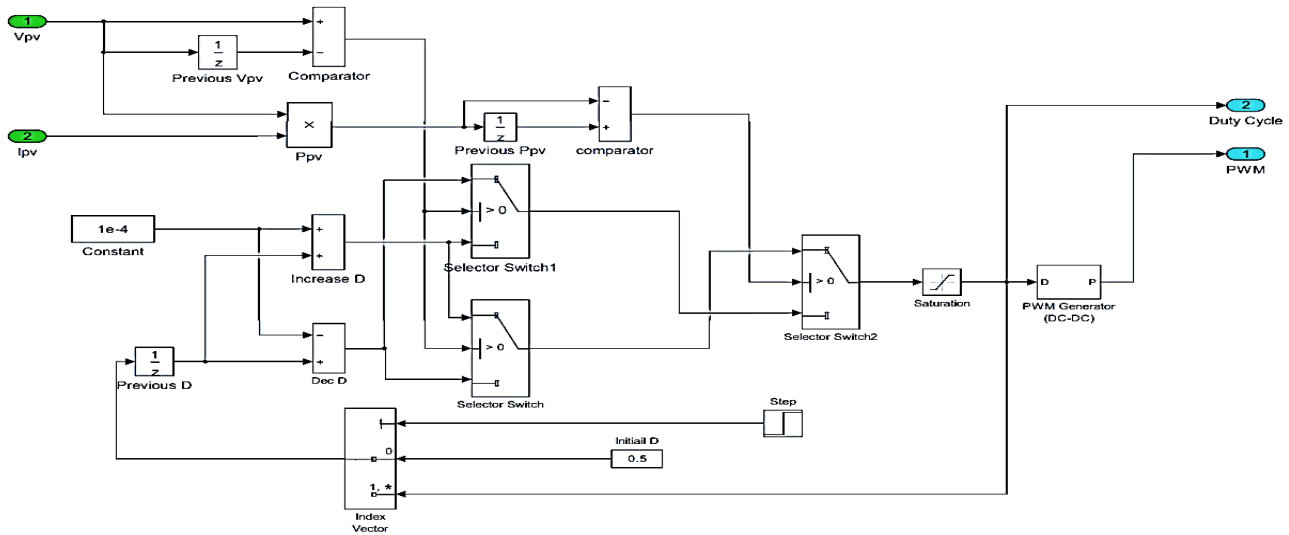 1
Vpv
1
z
Previous Vpv
+
−
Comparator
2
Ipv
×
Ppv
1
z
Previous Ppv
−
+
comparator
2
Duty Cycle
1
PWM
1e-4
Constant
+
+
Increase D
> 0
Selector Switch1
> 0
Selector Switch2
Saturation
D P
PWM Generator
(DC-DC)
1
z
Previous D
−
+
Dec D
> 0
Selector Switch
Step
Initiail D
0.5
0
1, *
Index
Vector